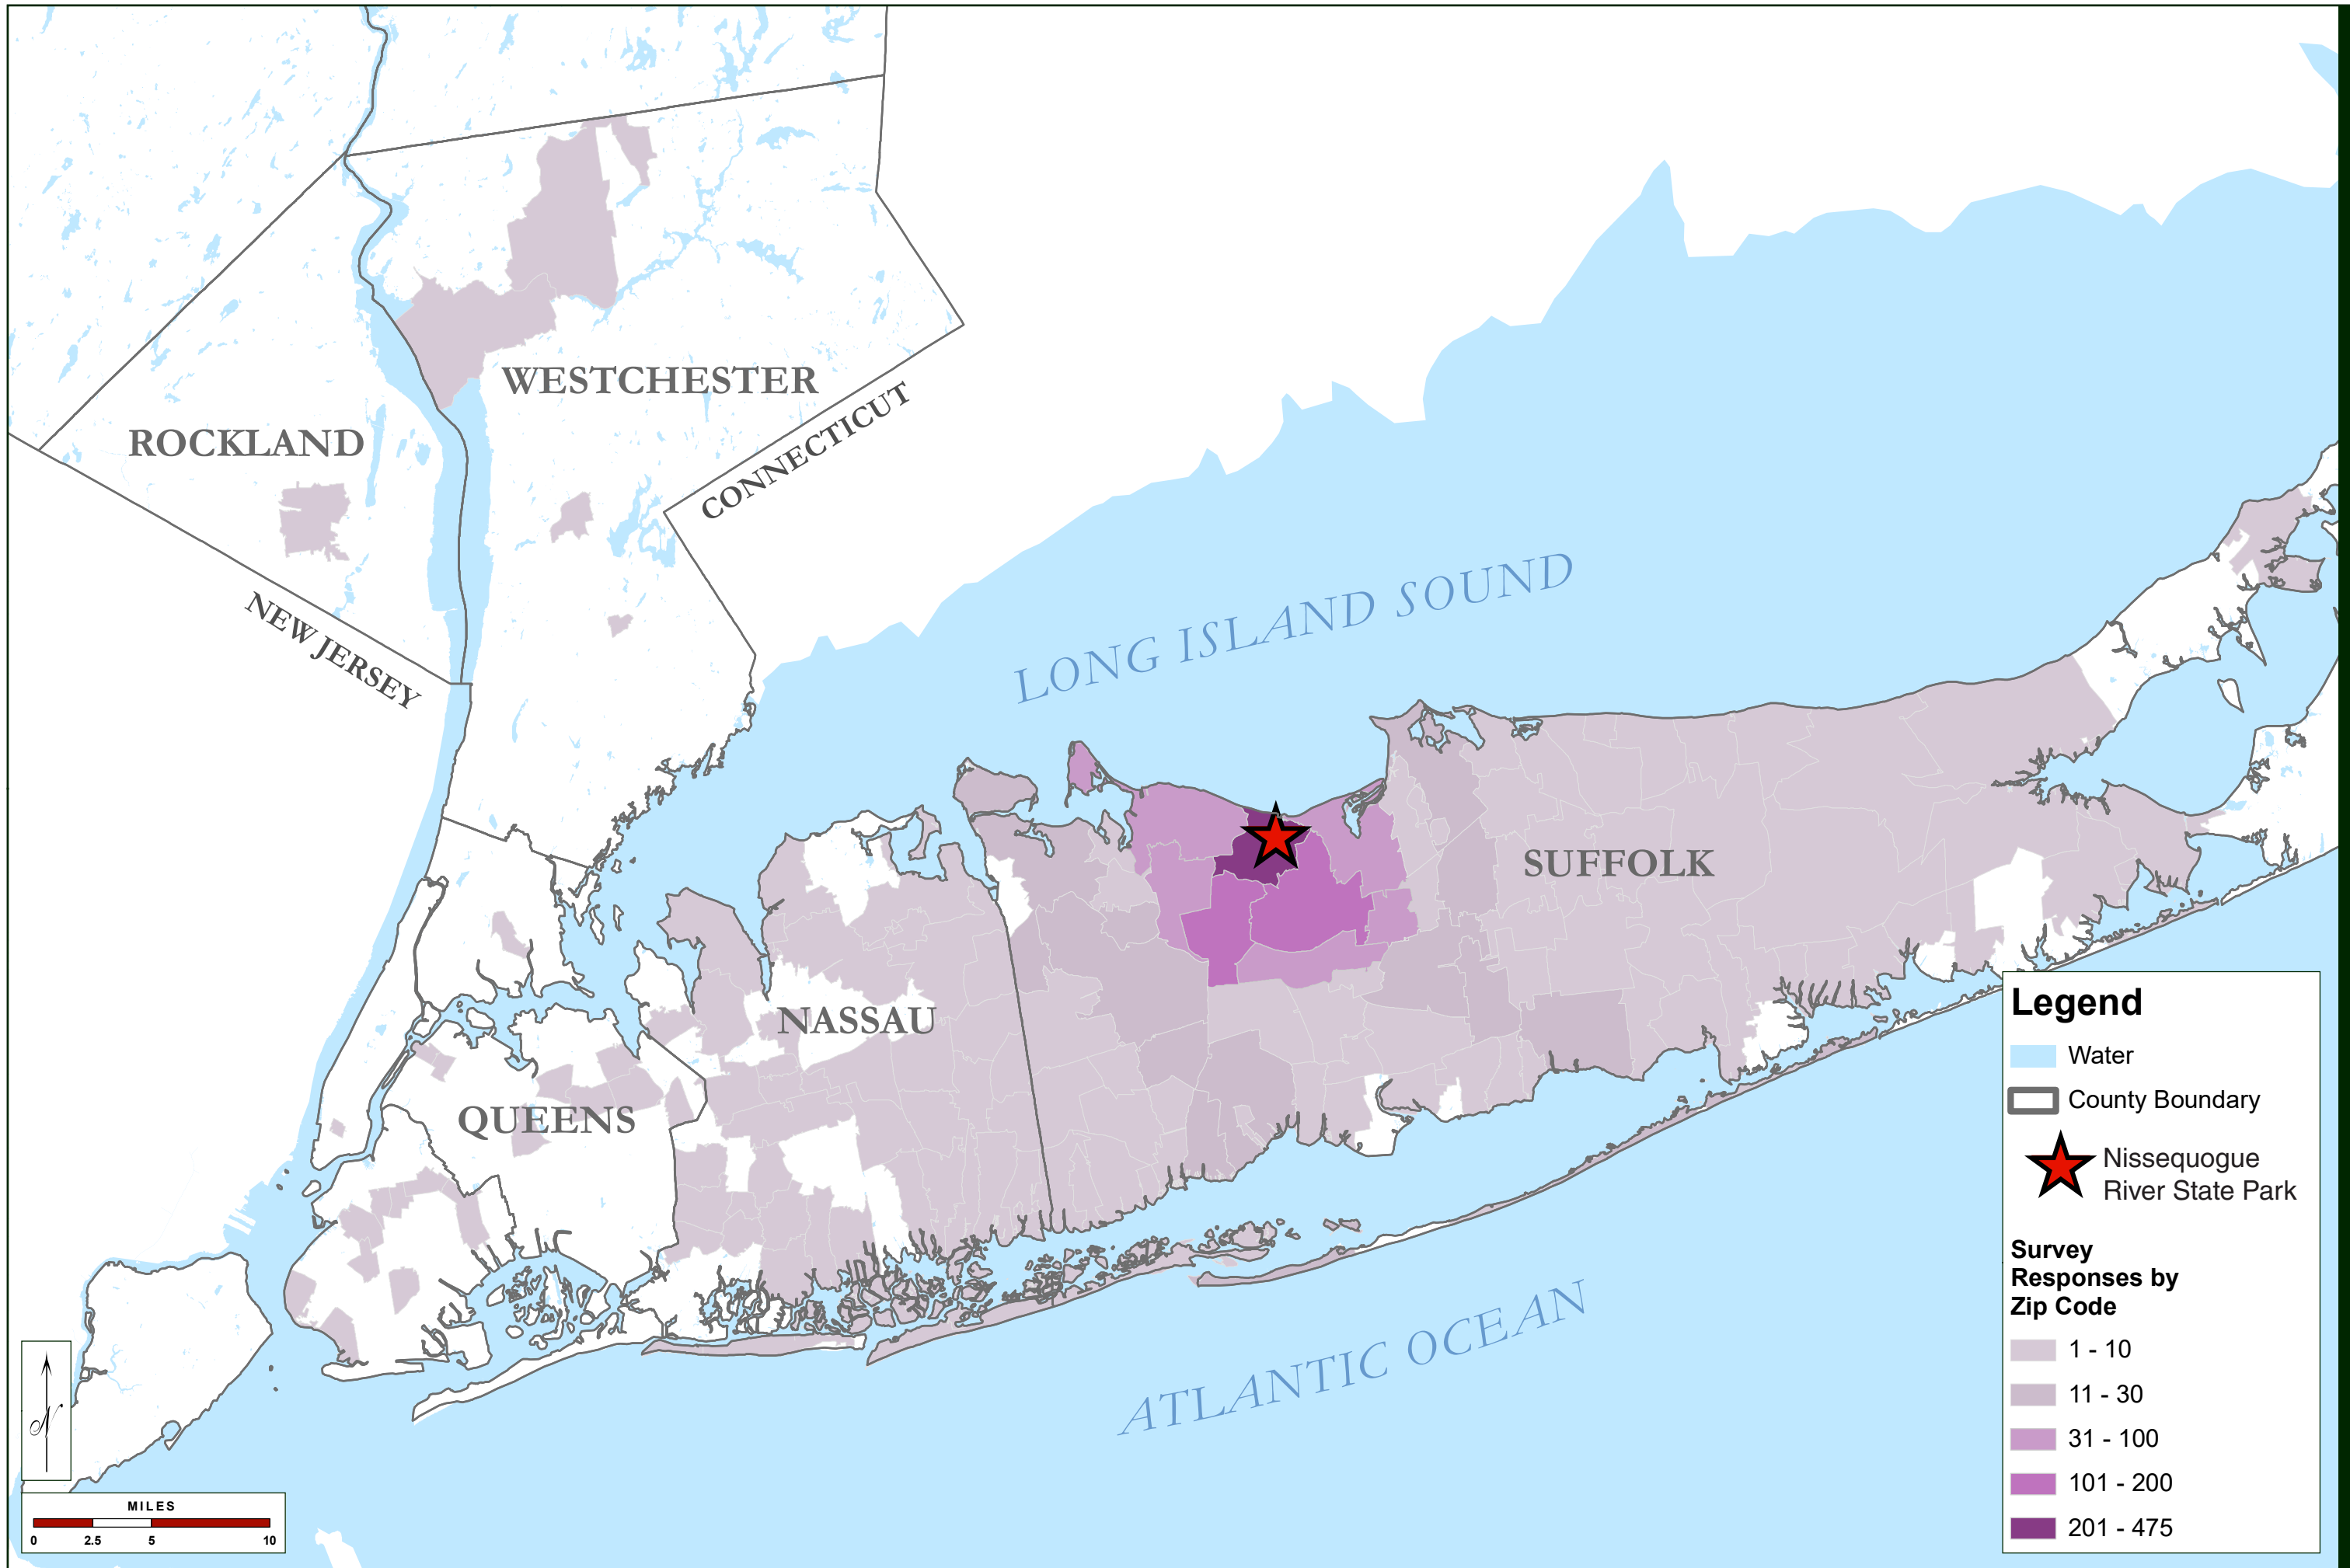 WESTCHESTER
ROCKLAND
CONNECTICUT
NEW JERSEY
LONG ISLAND SOUND
SUFFOLK
NASSAU
QUEENS
ATLANTIC OCEAN
Legend
Water
County Boundary
Nissequogue
River State Park
Survey
Responses by
Zip Code
1 - 10
11 - 30
31 - 100
101 - 200
201 - 475
N
MILES
0 2.5 5 10